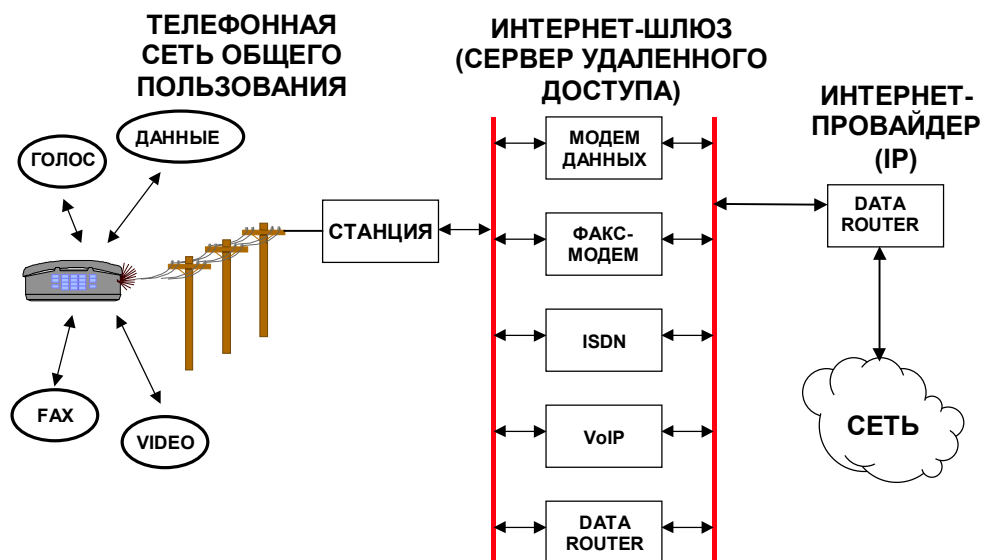 ТЕЛЕФОННАЯ
СЕТЬ ОБЩЕГО
ПОЛЬЗОВАНИЯ
ИНТЕРНЕТ-ШЛЮЗ
(СЕРВЕР УДАЛЕННОГО
ДОСТУПА)
ИНТЕРНЕТ-
ПРОВАЙДЕР
(IP)
ГОЛОС
ДАННЫЕ
FAX
VIDEO
СТАНЦИЯ
МОДЕМ
ДАННЫХ
ФАКС-
МОДЕМ
ISDN
VoIP
DATA
ROUTER
DATA
ROUTER
СЕТЬ